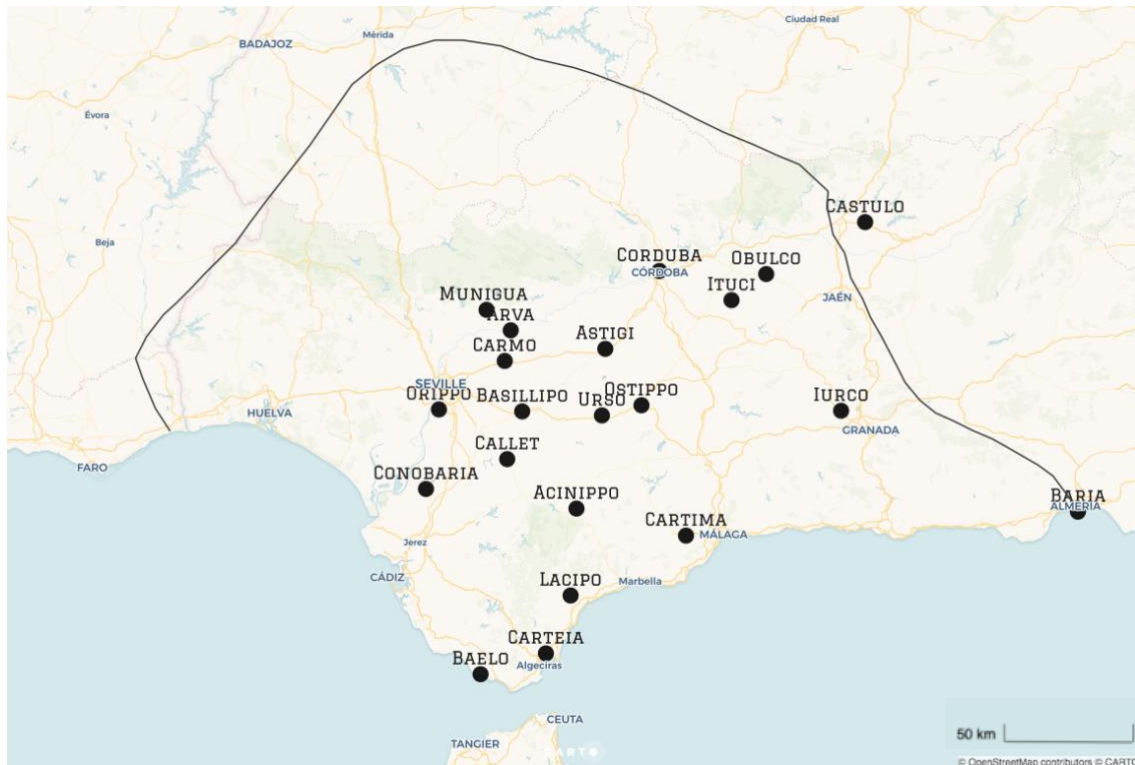 Ciudad Real
Mérida
BADAJOZ
Évora
CASTULO
Beja
CORDUBA
CÓRDOBA
OBULCO
ITUCI
JAÉN
MUNIGUA
ARVA
ASTIGI
CARMO
SEVILLE
ORIPPO
BASILLIPO
URSO
OSTIPPO
IURCO
HUELVA
GRANADA
CALLET
FARO
CONOBARIA
ACINIPPO
BARIA
ALMERÍA
CARTIMA
MÁLAGA
Jerez
CÁDIZ
LACIPO
Marbella
CARTEIA
Algeciras
BAELO
CEUTA
TANGIER
50 km
CARTO
© OpenStreetMap contributors © CARTO